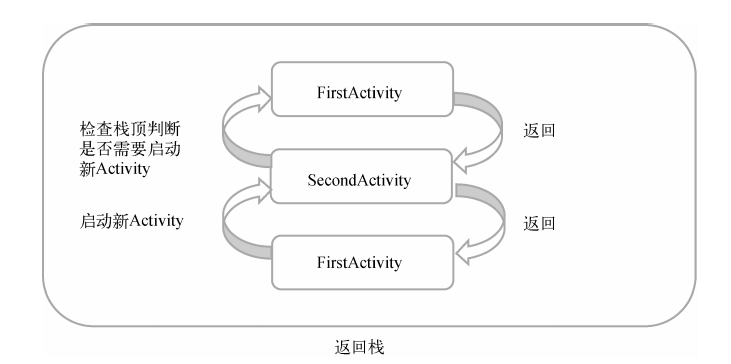 FirstActivity
检查栈顶判断
是否需要启动
新Activity
返回
SecondActivity
启动新Activity
返回
FirstActivity
返回栈